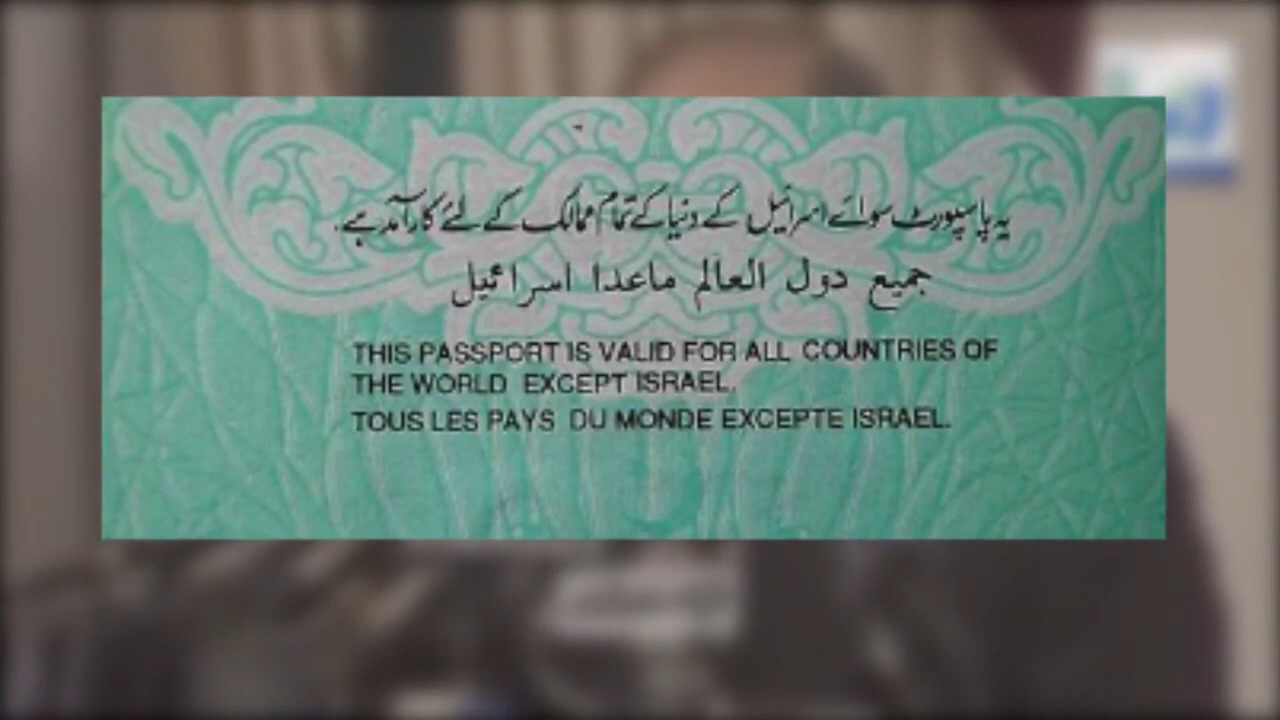 یہ پاسپورٹ سوائے اسرائیل کے دنیا کے تمام ممالک کے لئے کارآمد ہے۔
جميع دول العالم ماعدا اسرائيل
THIS PASSPORT IS VALID FOR ALL COUNTRIES OF
THE WORLD EXCEPT ISRAEL.
TOUS LES PAYS DU MONDE EXCEPTE ISRAEL.